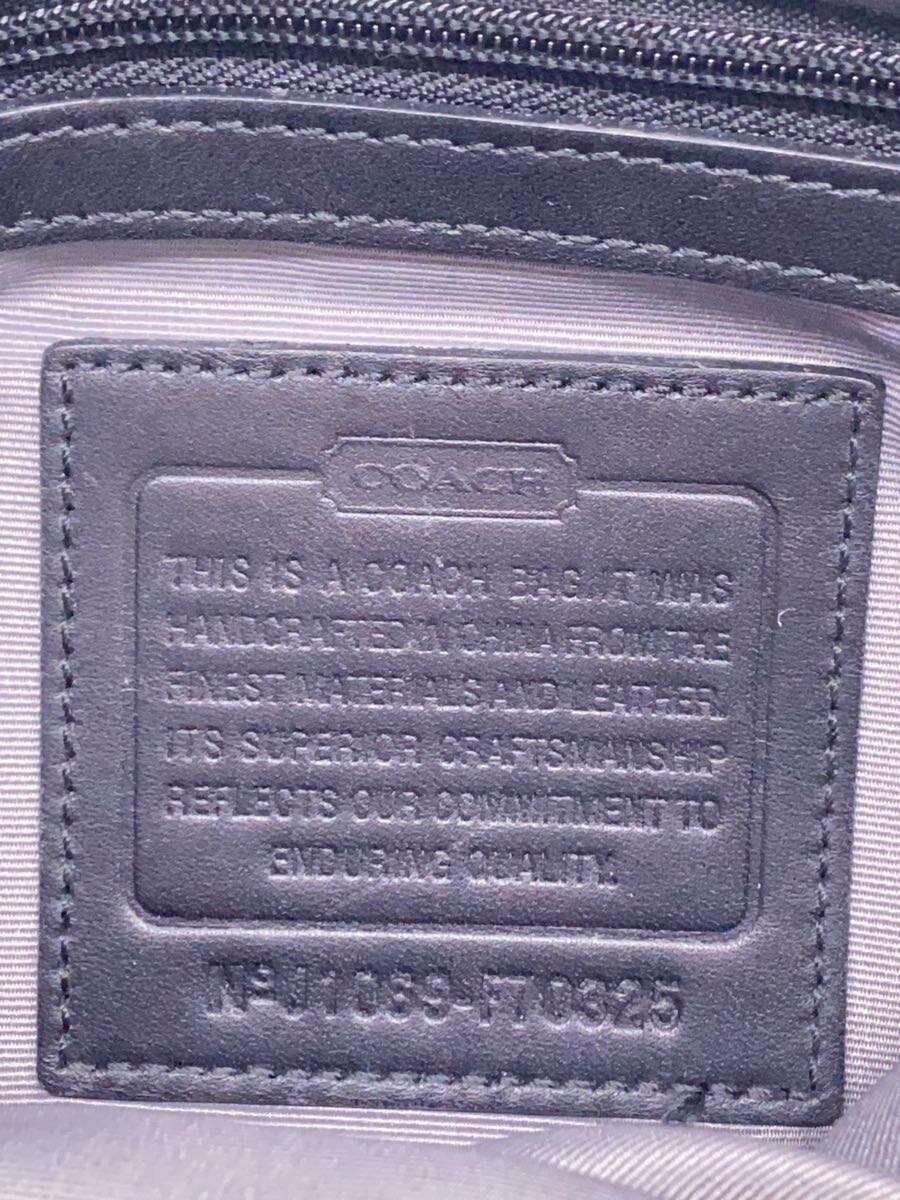 COACH
THIS IS A COACH BAG. IT WAS
HANDCRAFTED IN CHINA FROM THE
FINEST MATERIALS AND LEATHER.
ITS SUPERIOR CRAFTSMANSHIP
REFLECTS OUR COMMITMENT TO
ENDURING QUALITY.
Nº J1089-F70325